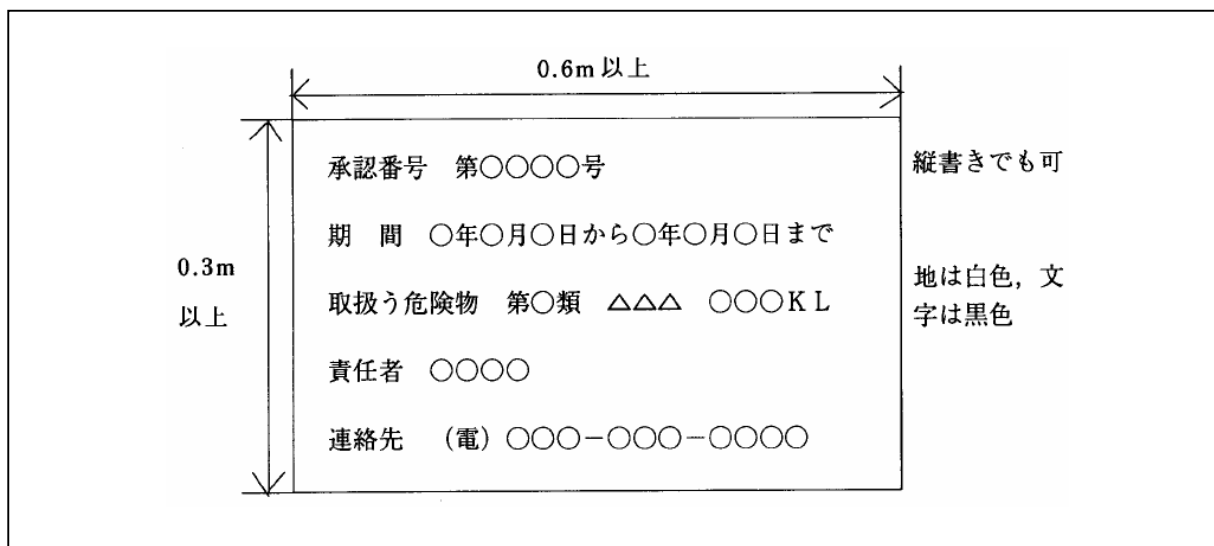 0.6m以上
承認番号　第○○○○号
期　間　○年○月○日から○年○月○日まで
取扱う危険物　第○類　△△△　○○○ＫＬ
責任者　○○○○
連絡先　（電）○○○－○○○－○○○○
0.3m
以上
縦書きでも可
地は白色，文
字は黒色